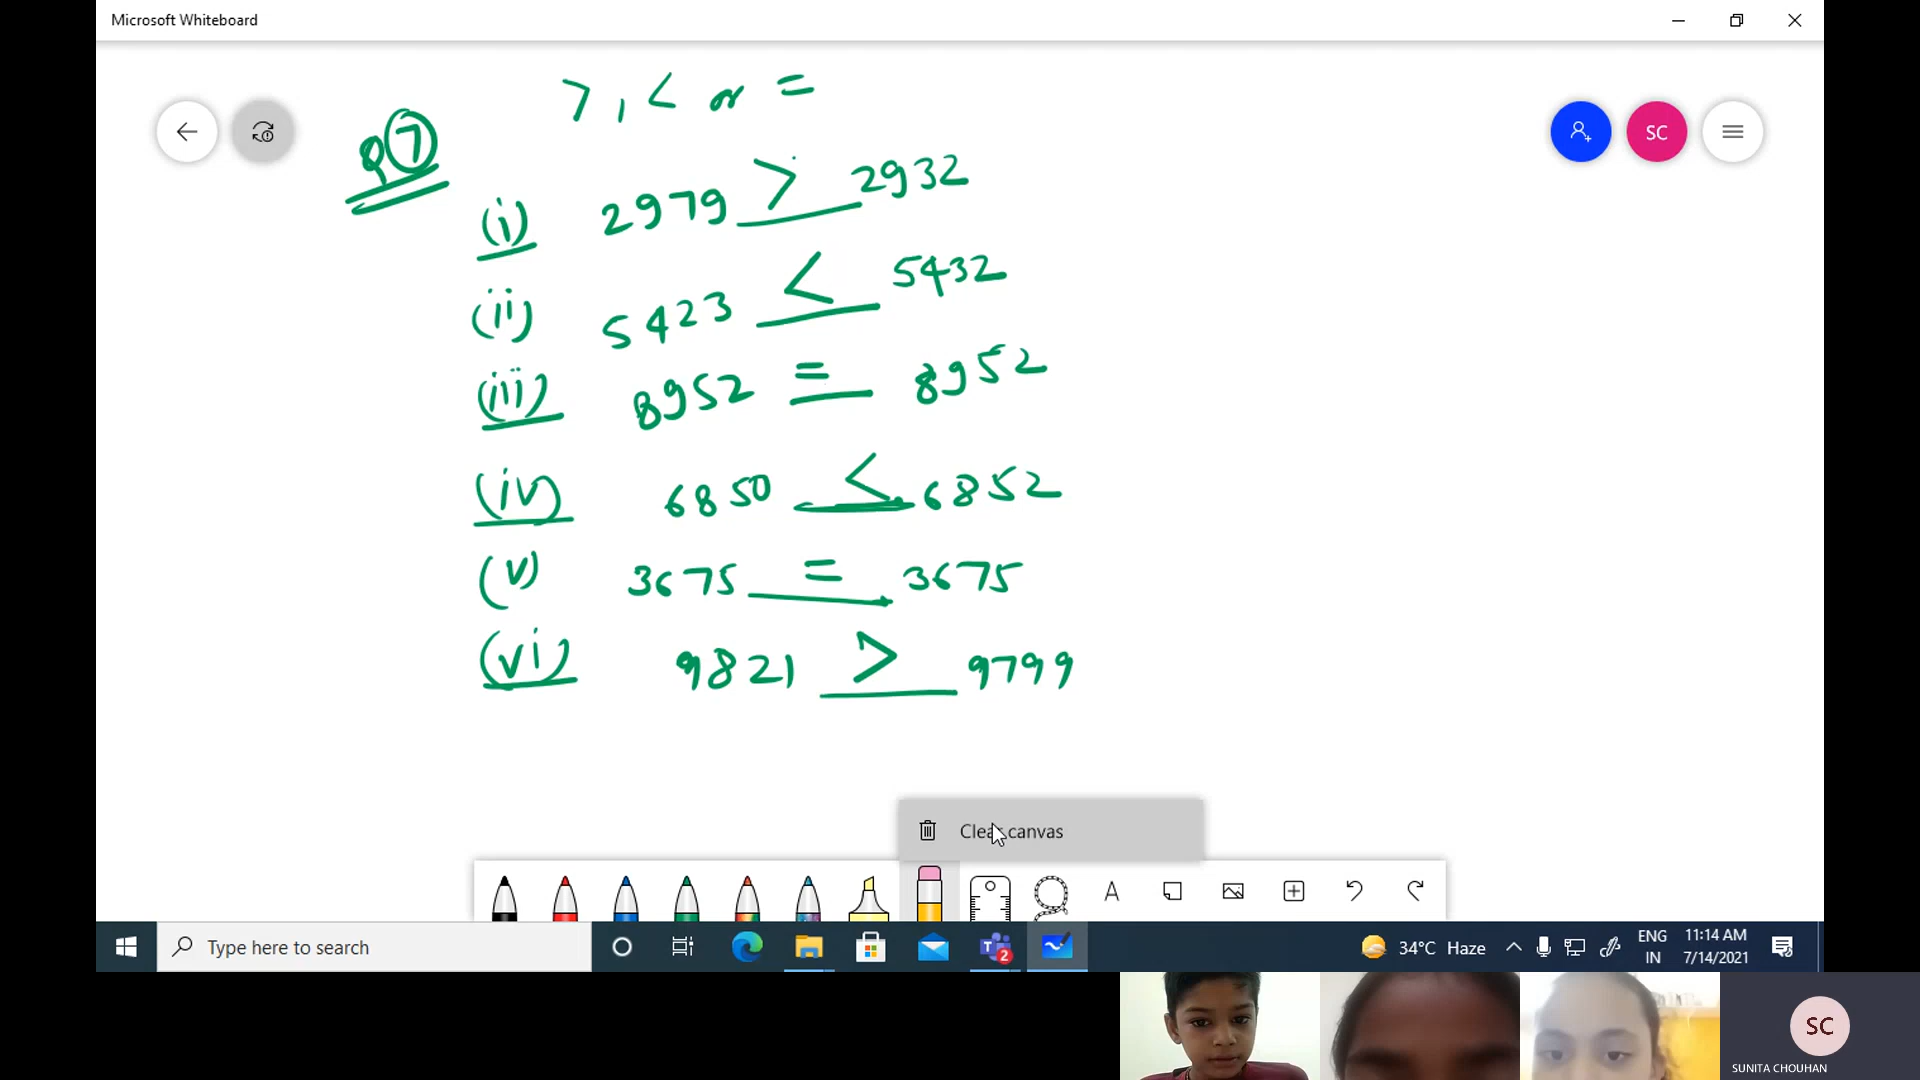 Microsoft Whiteboard
>, < or =
Q 7
SC
(i) 2979 > 2932
(ii) 5423 < 5432
(iii) 8952 = 8952
(iv) 6850 < 6852
(v) 3675 = 3675
(vi) 9821 > 9799
Clear canvas
A
Type here to search
2
34°C Haze
ENG
IN
11:14 AM
7/14/2021
SC
SUNITA CHOUHAN